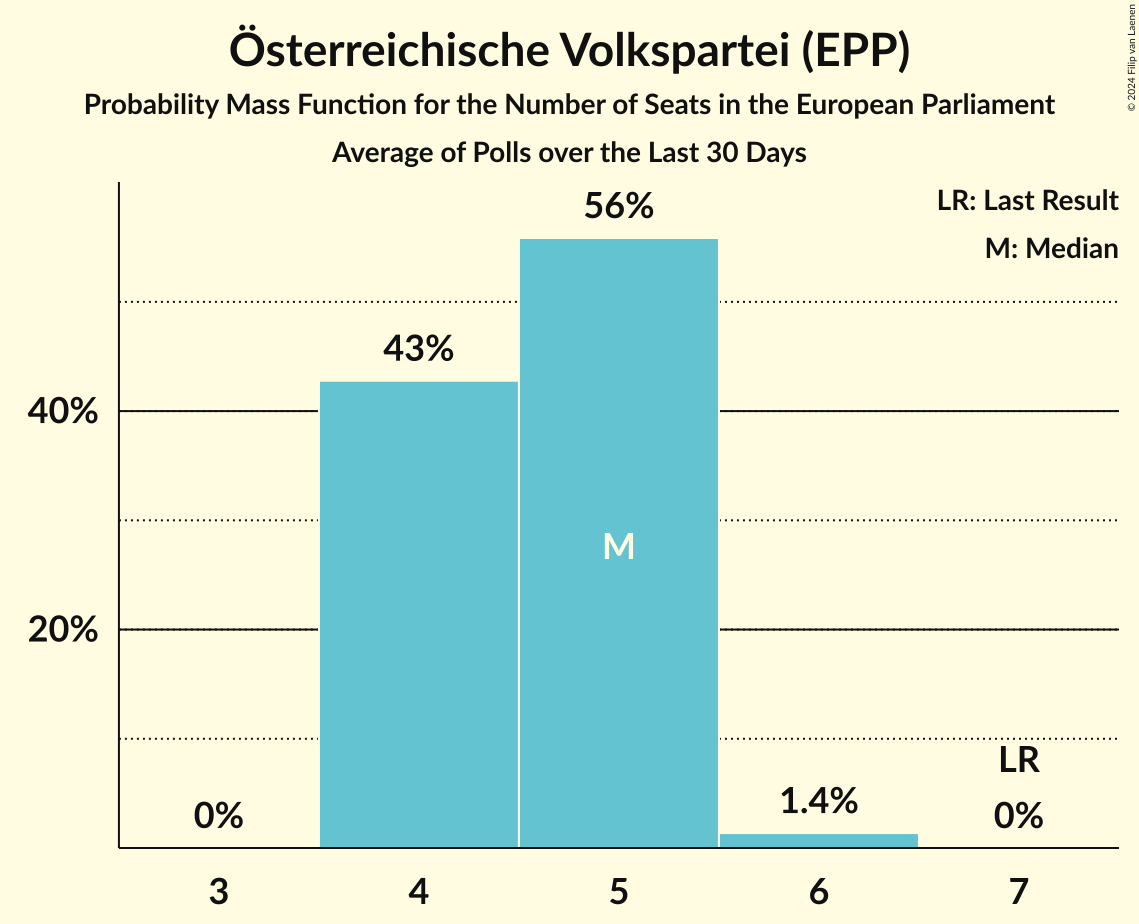 Österreichische Volkspartei (EPP)
Probability Mass Function for the Number of Seats in the European Parliament
Average of Polls over the Last 30 Days
© 2024 Filip van Laenen
LR: Last Result
M: Median
56%
43%
40%
M
20%
LR
1.4%
0%
0%
3 4 5 6 7